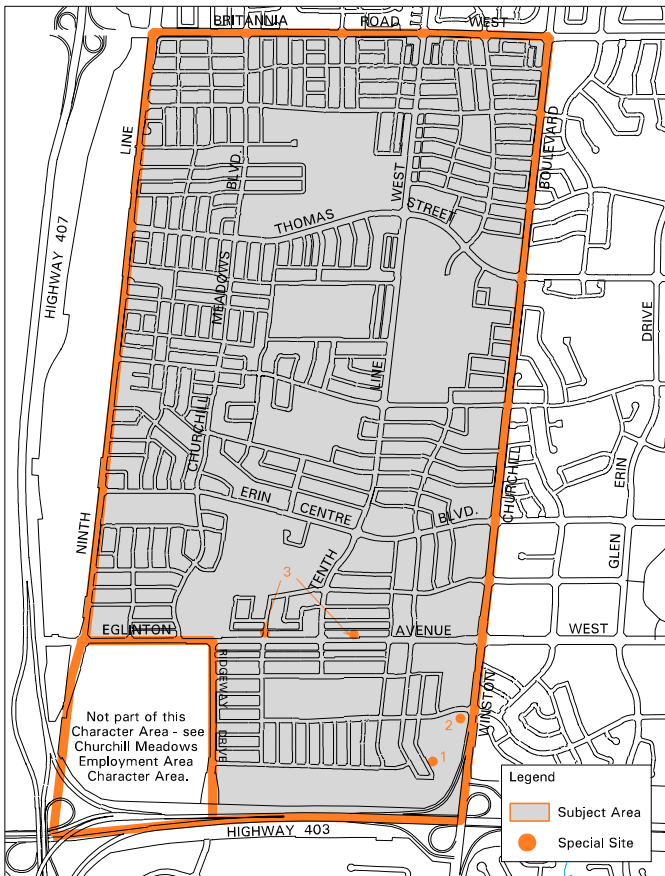 BRITANNIA ROAD WEST
LINE
BLVD.
BOULEVARD
WEST
STREET
THOMAS
HIGHWAY 407
MEADOWS
DRIVE
LINE
CHURCHILL
CHURCHILL
ERIN
ERIN CENTRE BLVD.
NINTH
GLEN
TENTH
3
EGLINTON AVENUE WEST
RIDGEWAY
DRIVE
WINSTON
Not part of this
Character Area - see
Churchill Meadows
Employment Area
Character Area.
2
1
HIGHWAY 403
Legend
Subject Area
Special Site